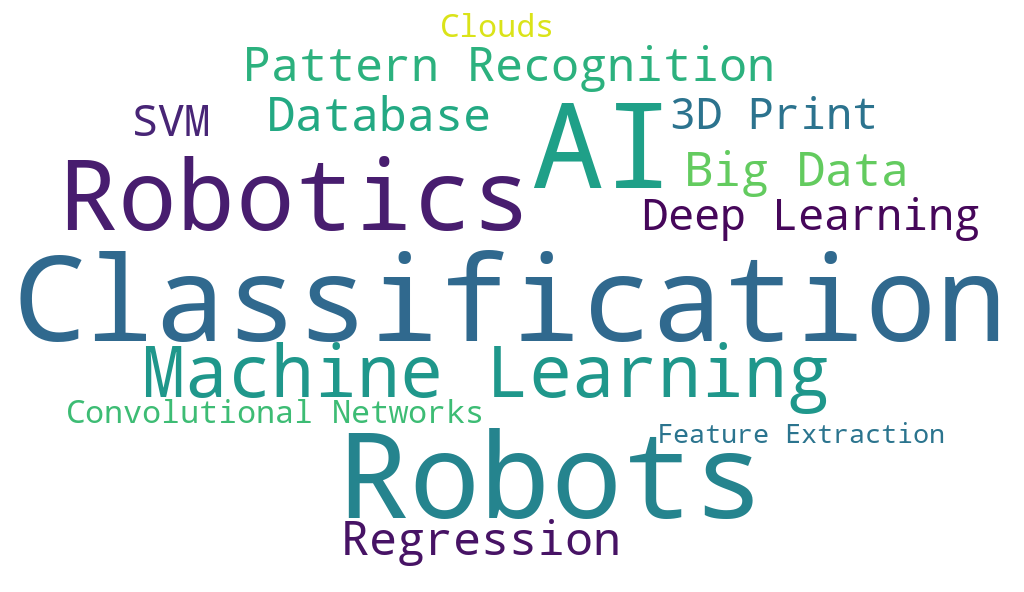 Clouds
Pattern Recognition
SVM
Database
AI
3D Print
Robotics
Big Data
Deep Learning
Classification
Machine Learning
Convolutional Networks
Feature Extraction
Robots
Regression